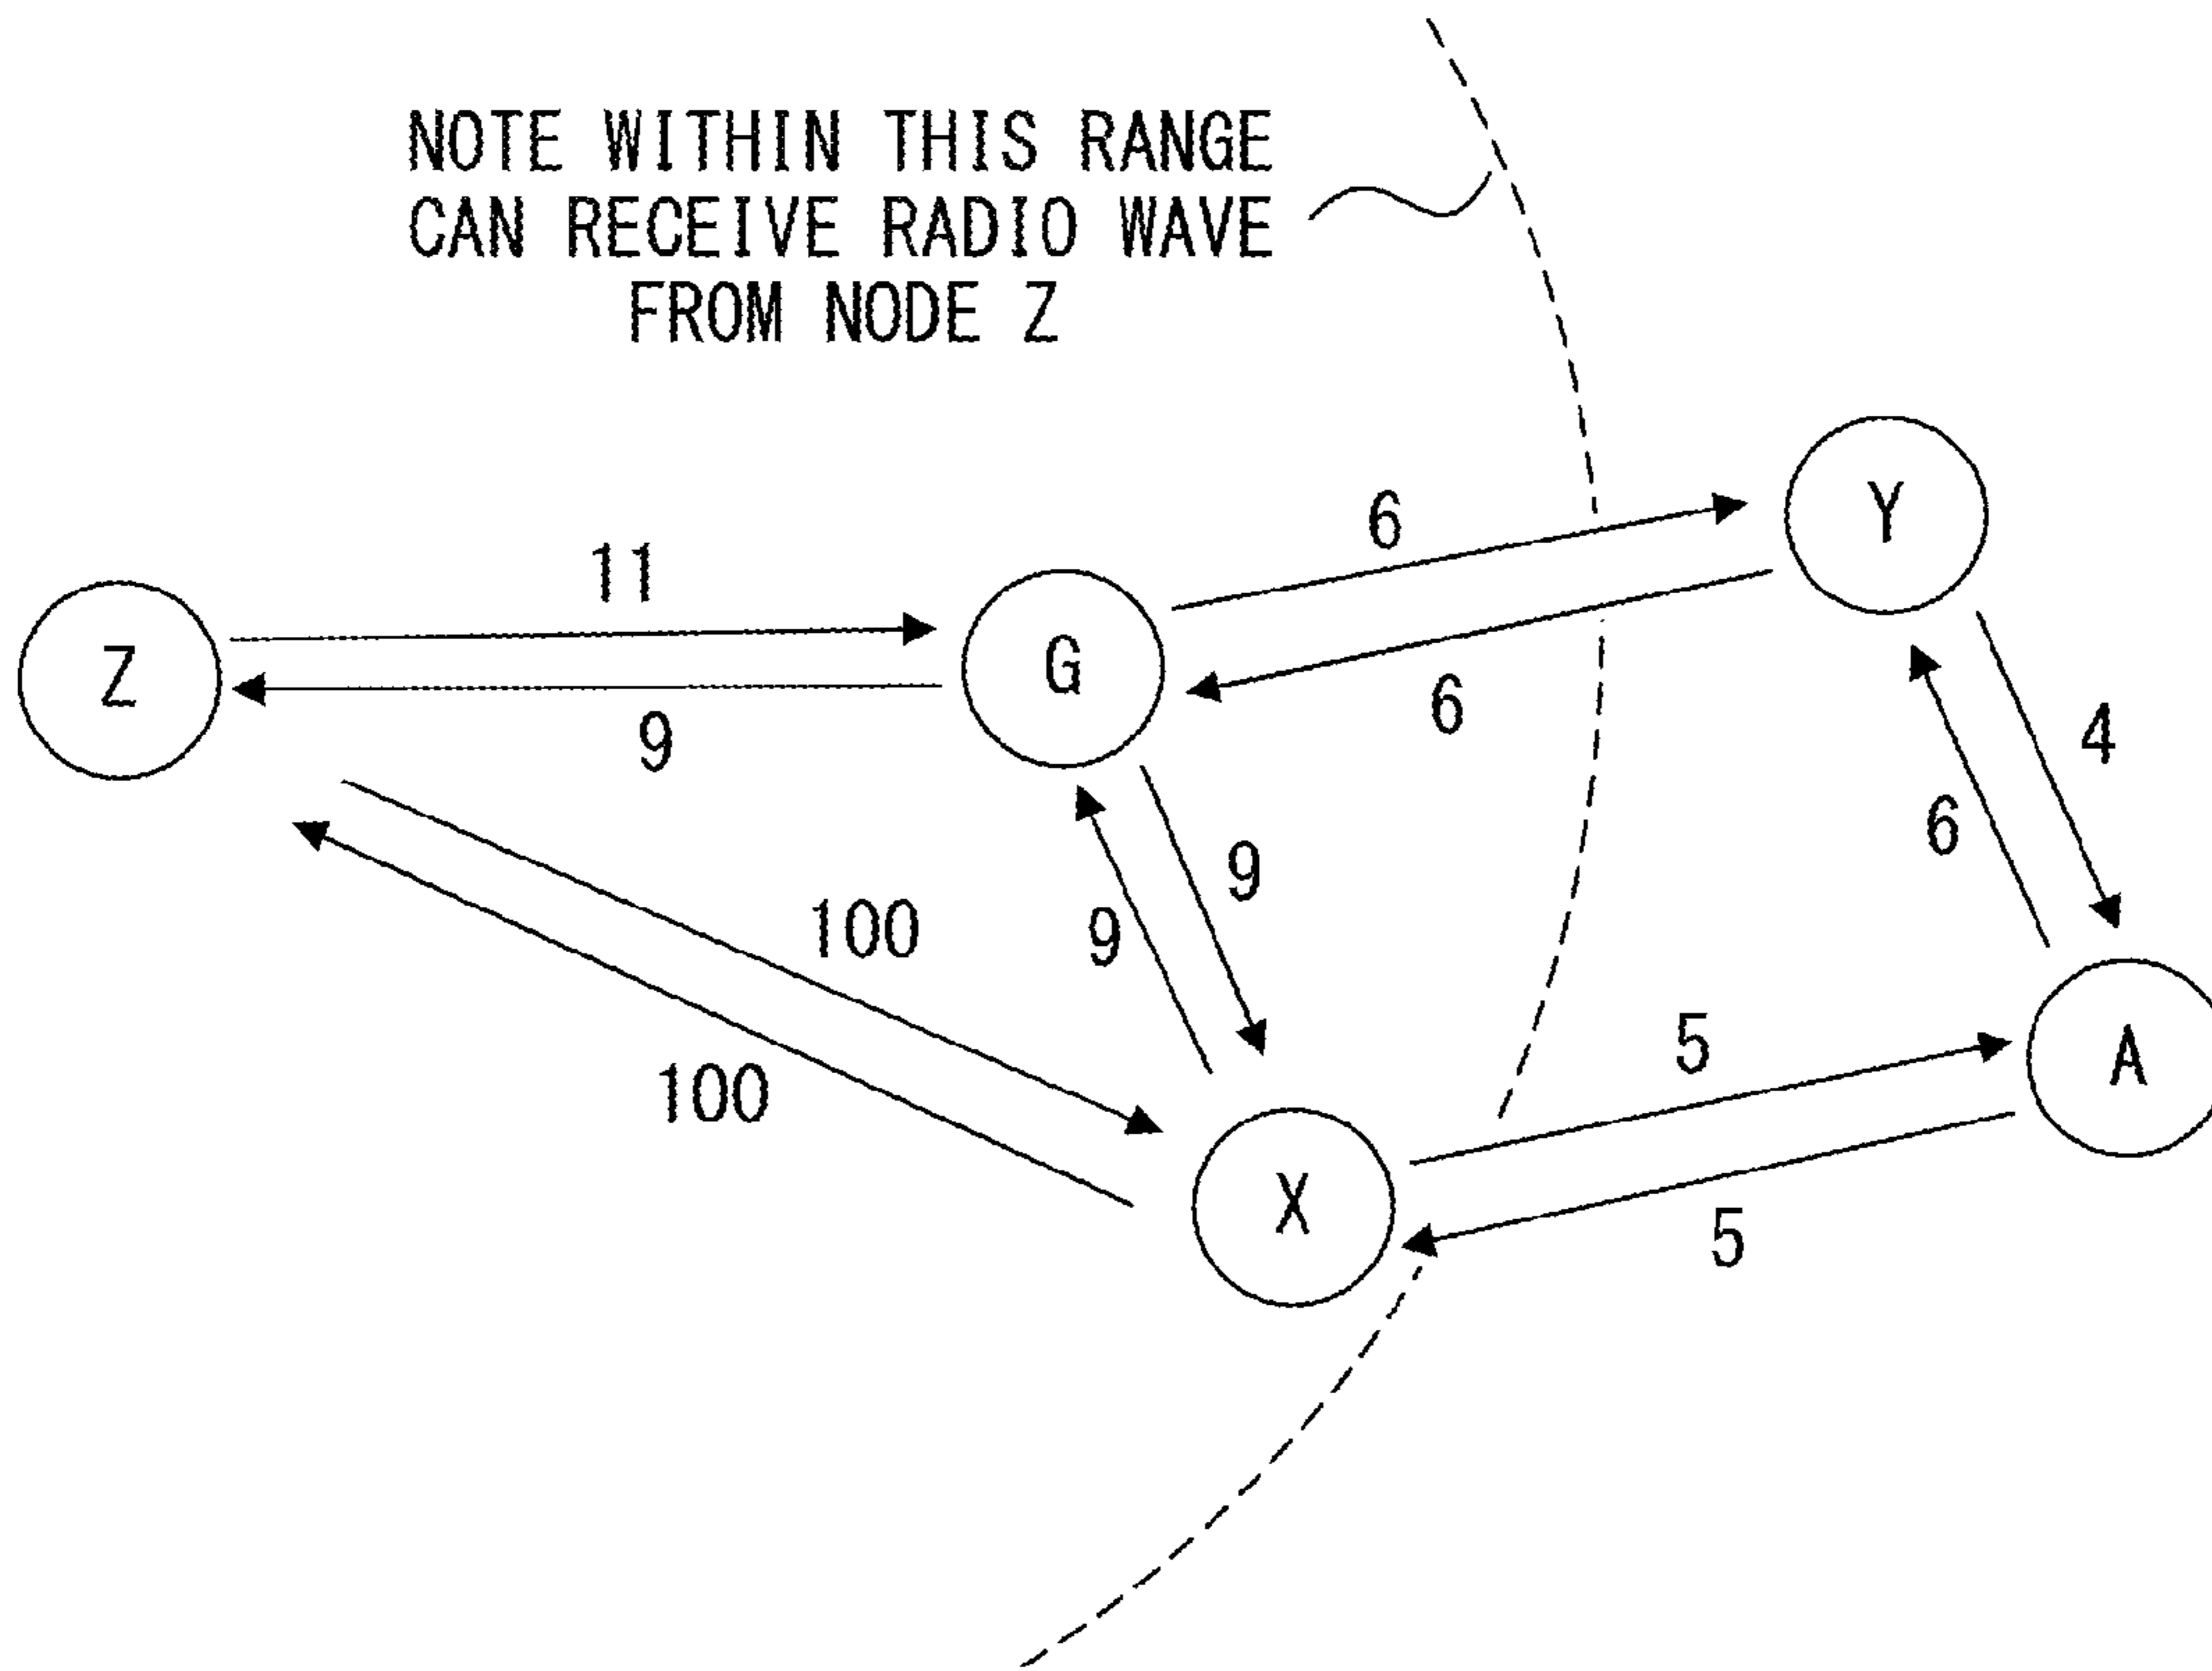 NOTE WITHIN THIS RANGE
CAN RECEIVE RADIO WAVE
FROM NODE Z
6
Y
11
Z
G
9
6
4
6
9
9
100
5
A
100
X
5